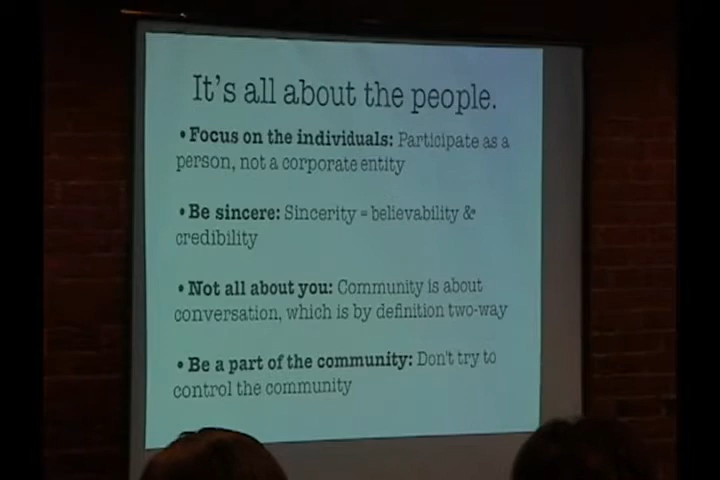 It's all about the people.
• Focus on the individuals: Participate as a
person, not a corporate entity
• Be sincere: Sincerity = believability &
credibility
• Not all about you: Community is about
conversation, which is by definition two-way
• Be a part of the community: Don't try to
control the community